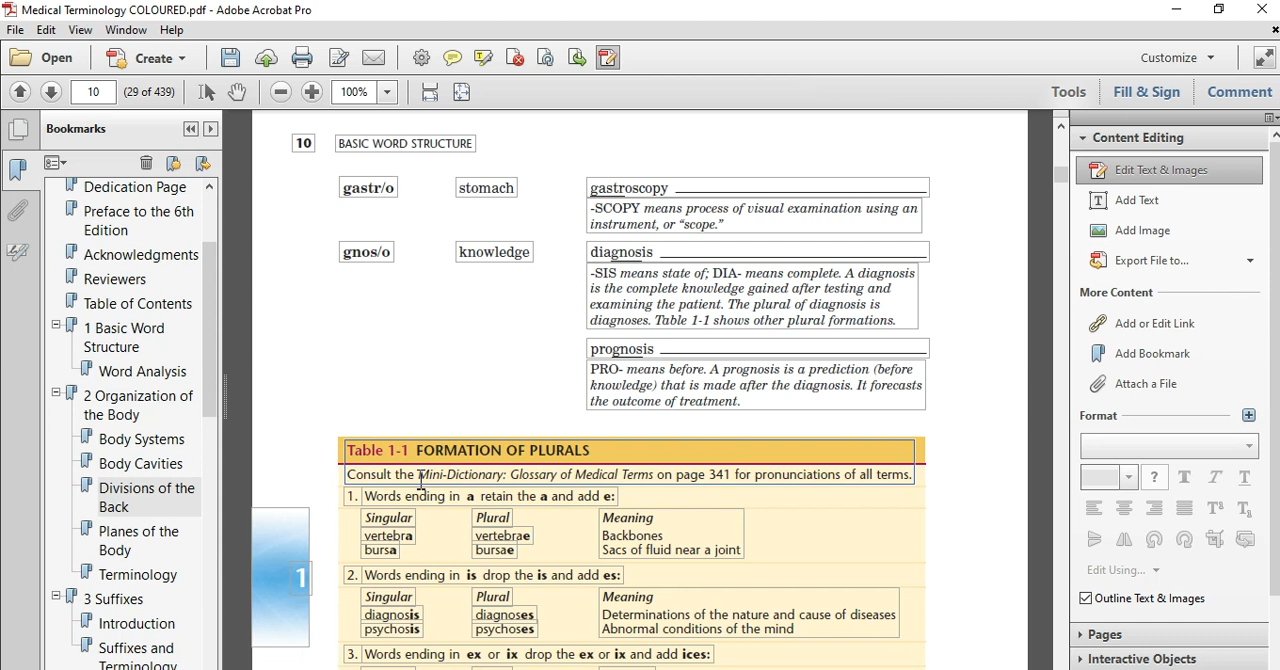 Medical Terminology COLOURED.pdf - Adobe Acrobat Pro
File Edit View Window Help
Open Create Customize
10 (29 of 439) 100% Tools Fill & Sign Comment
Bookmarks
Dedication Page
Preface to the 6th
Edition
Acknowledgments
Reviewers
Table of Contents
1 Basic Word
Structure
Word Analysis
2 Organization of
the Body
Body Systems
Body Cavities
Divisions of the
Back
Planes of the
Body
Terminology
3 Suffixes
Introduction
Suffixes and
Terminology
10 BASIC WORD STRUCTURE
gastr/o stomach gastroscopy
-SCOPY means process of visual examination using an
instrument, or “scope.”
gnos/o knowledge diagnosis
-SIS means state of; DIA- means complete. A diagnosis
is the complete knowledge gained after testing and
examining the patient. The plural of diagnosis is
diagnoses. Table 1-1 shows other plural formations.
prognosis
PRO- means before. A prognosis is a prediction (before
knowledge) that is made after the diagnosis. It forecasts
the outcome of treatment.
Table 1-1 FORMATION OF PLURALS
Consult the Mini-Dictionary: Glossary of Medical Terms on page 341 for pronunciations of all terms.
1. Words ending in a retain the a and add e:
Singular Plural Meaning
vertebra vertebrae Backbones
bursa bursae Sacs of fluid near a joint
2. Words ending in is drop the is and add es:
Singular Plural Meaning
diagnosis diagnoses Determinations of the nature and cause of diseases
psychosis psychoses Abnormal conditions of the mind
3. Words ending in ex or ix drop the ex or ix and add ices:
1
Content Editing
Edit Text & Images
Add Text
Add Image
Export File to...
More Content
Add or Edit Link
Add Bookmark
Attach a File
Format
?
Edit Using...
Outline Text & Images
Pages
Interactive Objects